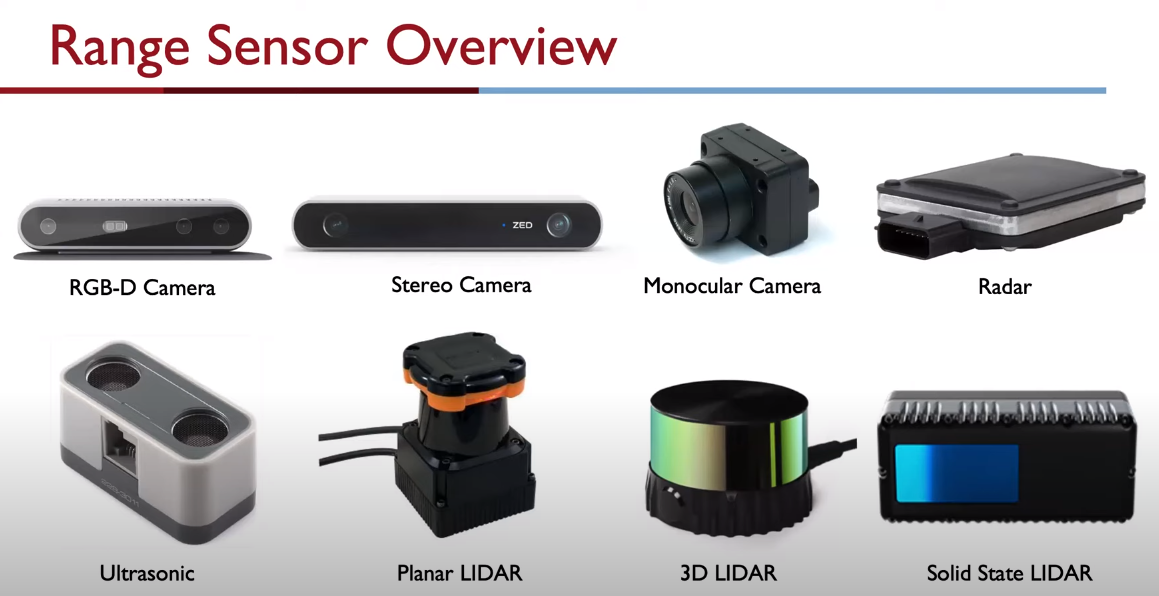 Range Sensor Overview
ZED
RGB-D Camera
Stereo Camera
Monocular Camera
Radar
Ultrasonic
Planar LIDAR
3D LIDAR
Solid State LIDAR